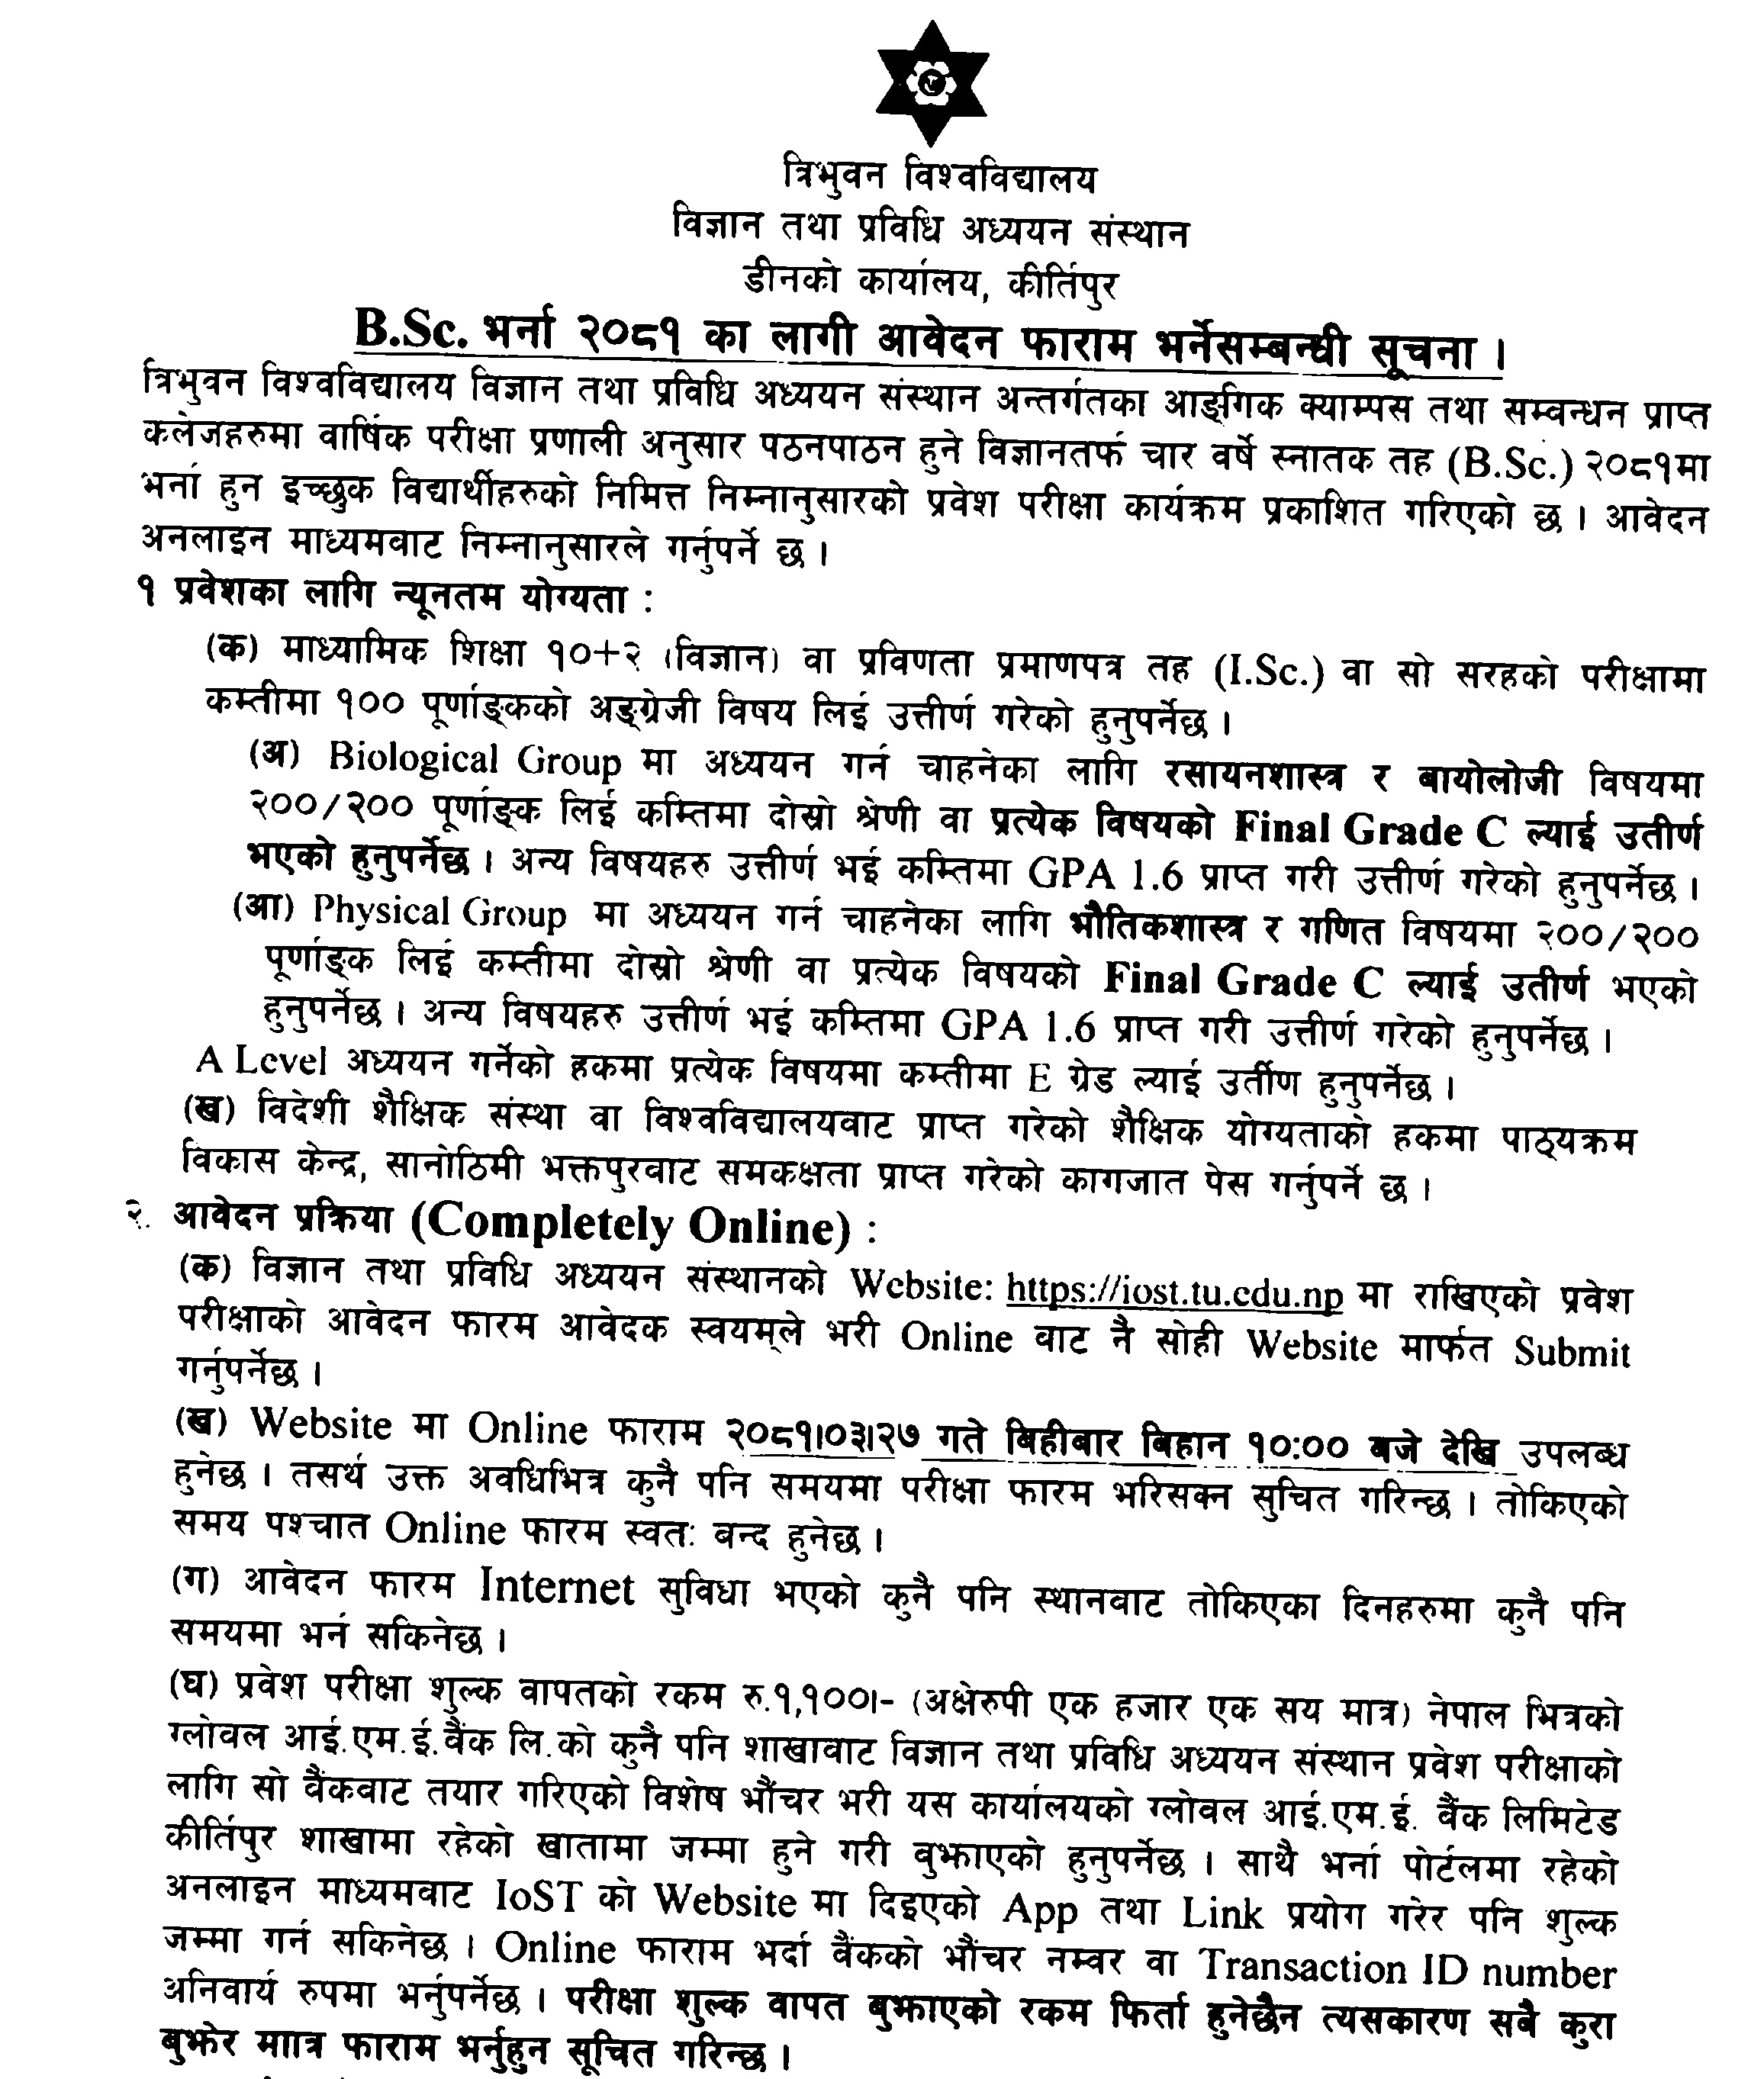 त्रिभुवन विश्वविद्यालय
विज्ञान तथा प्रविधि अध्ययन संस्थान
डीनको कार्यालय, कीर्तिपुर
B.Sc. भर्ना २०८१ का लागी आवेदन फाराम भर्नेसम्बन्धी सूचना ।
त्रिभुवन विश्वविद्यालय विज्ञान तथा प्रविधि अध्ययन संस्थान अन्तर्गतका आङ्गिक क्याम्पस तथा सम्वन्धन प्राप्त
कलेजहरुमा वार्षिक परीक्षा प्रणाली अनुसार पठनपाठन हुने विज्ञानतर्फ चार वर्षे स्नातक तह (B.Sc.) २०८१मा
भर्ना हुन इच्छुक विद्यार्थीहरुको निमित्त निम्नानुसारको प्रवेश परीक्षा कार्यक्रम प्रकाशित गरिएको छ । आवेदन
अनलाइन माध्यमवाट निम्नानुसारले गर्नुपर्ने छ ।
१ प्रवेशका लागि न्यूनतम योग्यता :
(क) माध्यामिक शिक्षा १०+२ (विज्ञान) वा प्रविणता प्रमाणपत्र तह (I.Sc.) वा सो सरहको परीक्षामा
कम्तीमा १०० पूर्णाङ्कको अङ्ग्रेजी विषय लिई उत्तीर्ण गरेको हुनुपर्नेछ ।
(अ) Biological Group मा अध्ययन गर्न चाहनेका लागि रसायनशास्त्र र बायोलोजी विषयमा
२००/२०० पूर्णाङ्क लिई कम्तिमा दोस्रो श्रेणी वा प्रत्येक विषयको Final Grade C ल्याई उतीर्ण
भएको हुनुपर्नेछ । अन्य विषयहरु उत्तीर्ण भई कम्तिमा GPA 1.6 प्राप्त गरी उत्तीर्ण गरेको हुनुपर्नेछ ।
(आ) Physical Group मा अध्ययन गर्न चाहनेका लागि भौतिकशास्त्र र गणित विषयमा २००/२००
पूर्णाङ्क लिई कम्तीमा दोस्रो श्रेणी वा प्रत्येक विषयको Final Grade C ल्याई उतीर्ण भएको
हुनुपर्नेछ । अन्य विषयहरु उत्तीर्ण भई कम्तिमा GPA 1.6 प्राप्त गरी उत्तीर्ण गरेको हुनुपर्नेछ ।
A Level अध्ययन गर्नेको हकमा प्रत्येक विषयमा कम्तीमा E ग्रेड ल्याई उर्तीण हुनुपर्नेछ ।
(ख) विदेशी शैक्षिक संस्था वा विश्वविद्यालयवाट प्राप्त गरेको शैक्षिक योग्यताको हकमा पाठ्यक्रम
विकास केन्द्र, सानोठिमी भक्तपुरवाट समकक्षता प्राप्त गरेको कागजात पेस गर्नुपर्ने छ ।
२. आवेदन प्रक्रिया (Completely Online) :
(क) विज्ञान तथा प्रविधि अध्ययन संस्थानको Website: https://iost.tu.edu.np मा राखिएको प्रवेश
परीक्षाको आवेदन फारम आवेदक स्वयम्ले भरी Online वाट नै सोही Website मार्फत Submit
गर्नुपर्नेछ ।
(ख) Website मा Online फाराम २०८१।०३।२७ गते बिहीबार बिहान १०:०० बजे देखि उपलब्ध
हुनेछ । तसर्थ उक्त अवधिभित्र कुनै पनि समयमा परीक्षा फारम भरिसक्न सुचित गरिन्छ । तोकिएको
समय पश्चात Online फारम स्वतः बन्द हुनेछ ।
(ग) आवेदन फारम Internet सुविधा भएको कुनै पनि स्थानवाट तोकिएका दिनहरुमा कुनै पनि
समयमा भर्न सकिनेछ ।
(घ) प्रवेश परीक्षा शुल्क वापतको रकम रु.१,१००।- (अक्षेरुपी एक हजार एक सय मात्र) नेपाल भित्रको
ग्लोवल आई.एम.ई.वैंक लि.को कुनै पनि शाखावाट विज्ञान तथा प्रविधि अध्ययन संस्थान प्रवेश परीक्षाको
लागि सो वैंकवाट तयार गरिएको विशेष भौंचर भरी यस कार्यालयको ग्लोवल आई.एम.ई. वैंक लिमिटेड
कीर्तिपुर शाखामा रहेको खातामा जम्मा हुने गरी वुझाएको हुनुपर्नेछ । साथै भर्ना पोर्टलमा रहेको
अनलाइन माध्यमवाट IoST को Website मा दिइएको App तथा Link प्रयोग गरेर पनि शुल्क
जम्मा गर्न सकिनेछ । Online फाराम भर्दा वैंकको भौंचर नम्वर वा Transaction ID number
अनिवार्य रुपमा भर्नुपर्नेछ । परीक्षा शुल्क वापत बुझाएको रकम फिर्ता हुनेछैन त्यसकारण सबै कुरा
बुझेर माात्र फाराम भर्नुहुन सूचित गरिन्छ ।